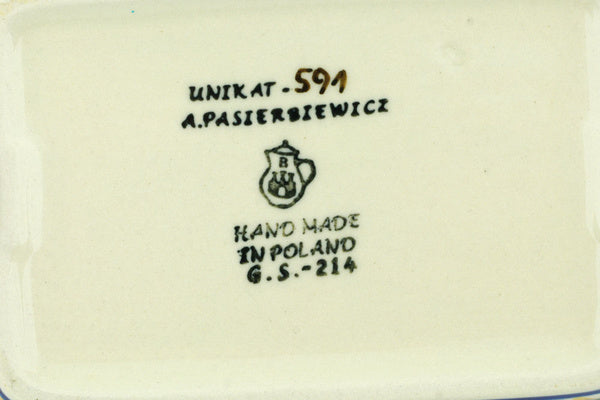 UNIKAT-591
A.PASIERBIEWICZ
B
HAND MADE
IN POLAND
G.S.-214